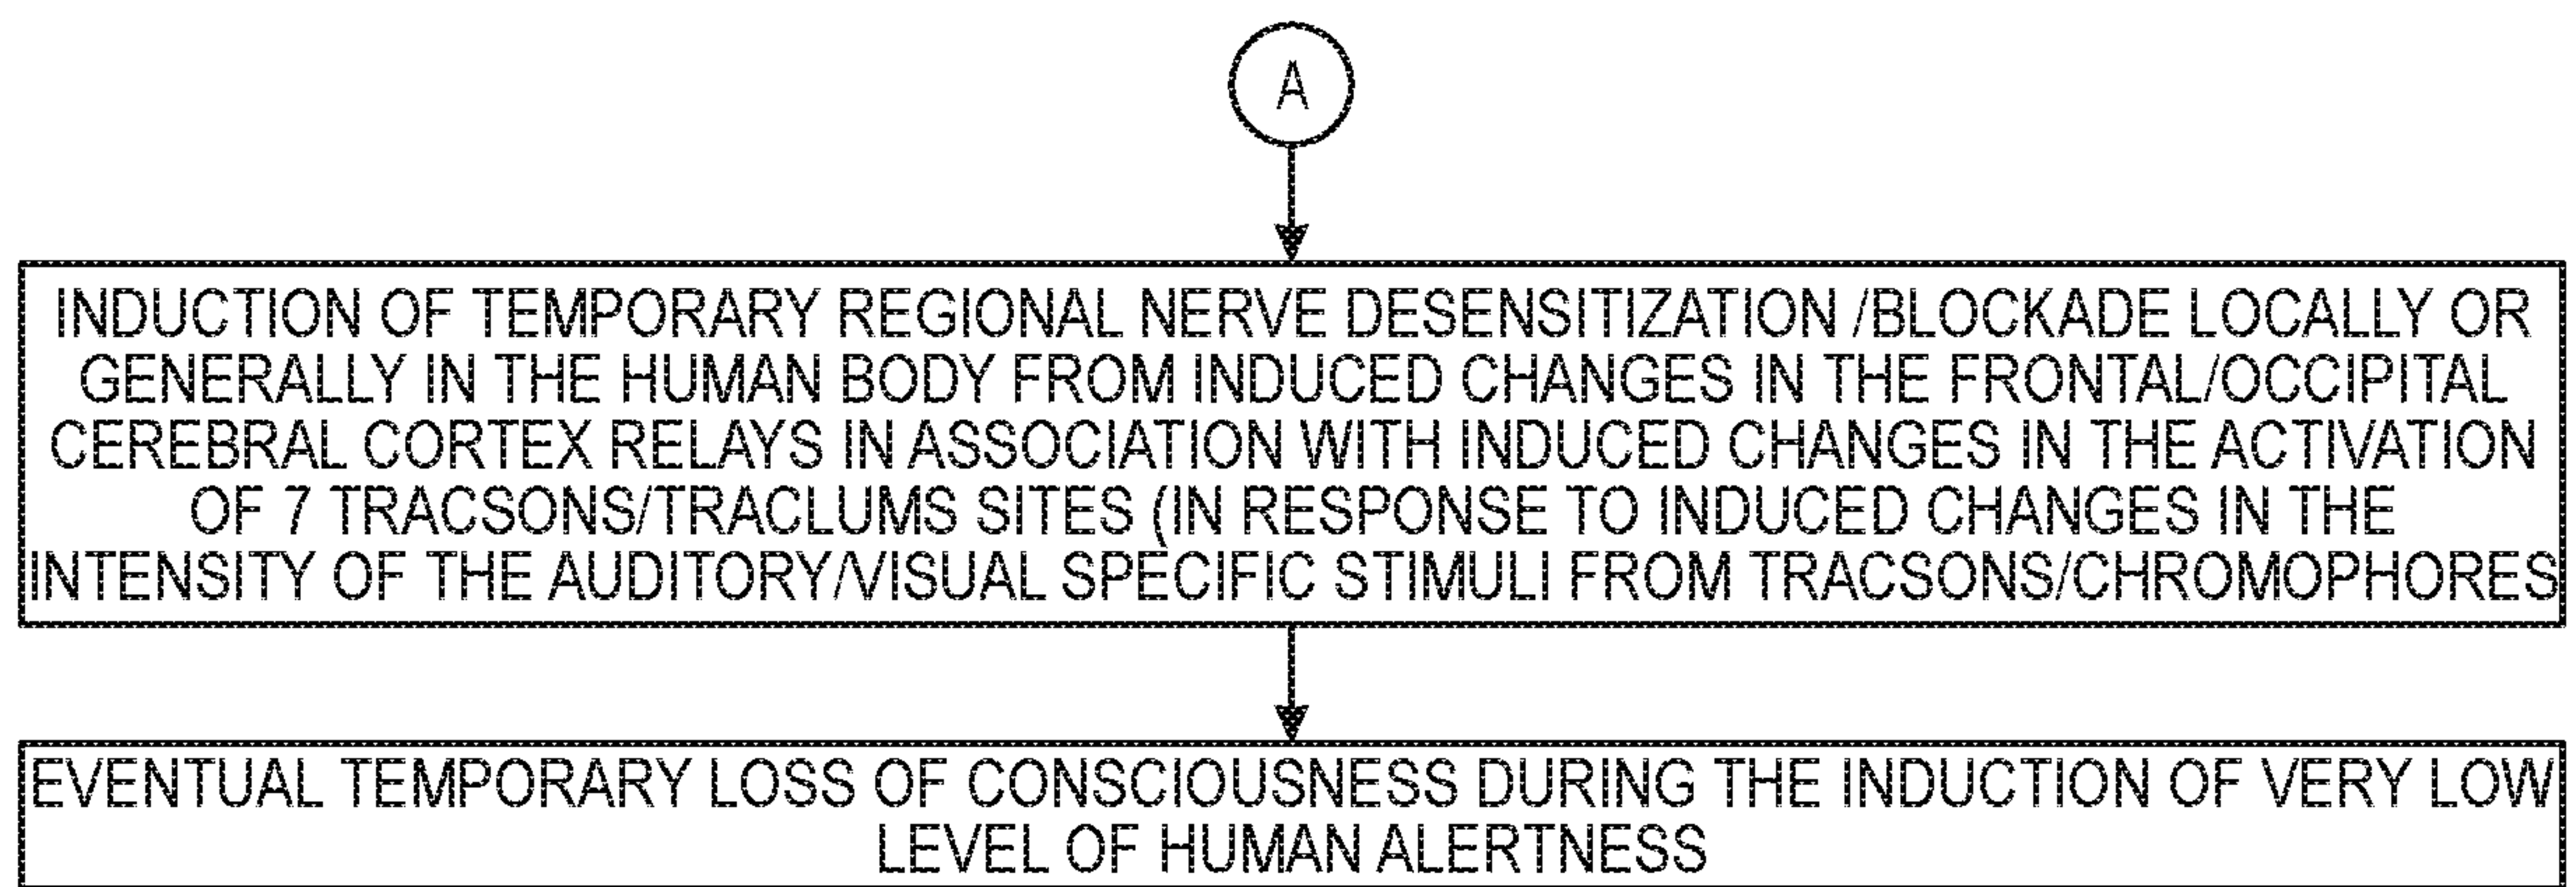 A
INDUCTION OF TEMPORARY REGIONAL NERVE DESENSITIZATION /BLOCKADE LOCALLY OR
GENERALLY IN THE HUMAN BODY FROM INDUCED CHANGES IN THE FRONTAL/OCCIPITAL
CEREBRAL CORTEX RELAYS IN ASSOCIATION WITH INDUCED CHANGES IN THE ACTIVATION
OF 7 TRACSONS/TRACLUMS SITES (IN RESPONSE TO INDUCED CHANGES IN THE
INTENSITY OF THE AUDITORY/VISUAL SPECIFIC STIMULI FROM TRACSONS/CHROMOPHORES
EVENTUAL TEMPORARY LOSS OF CONSCIOUSNESS DURING THE INDUCTION OF VERY LOW
LEVEL OF HUMAN ALERTNESS